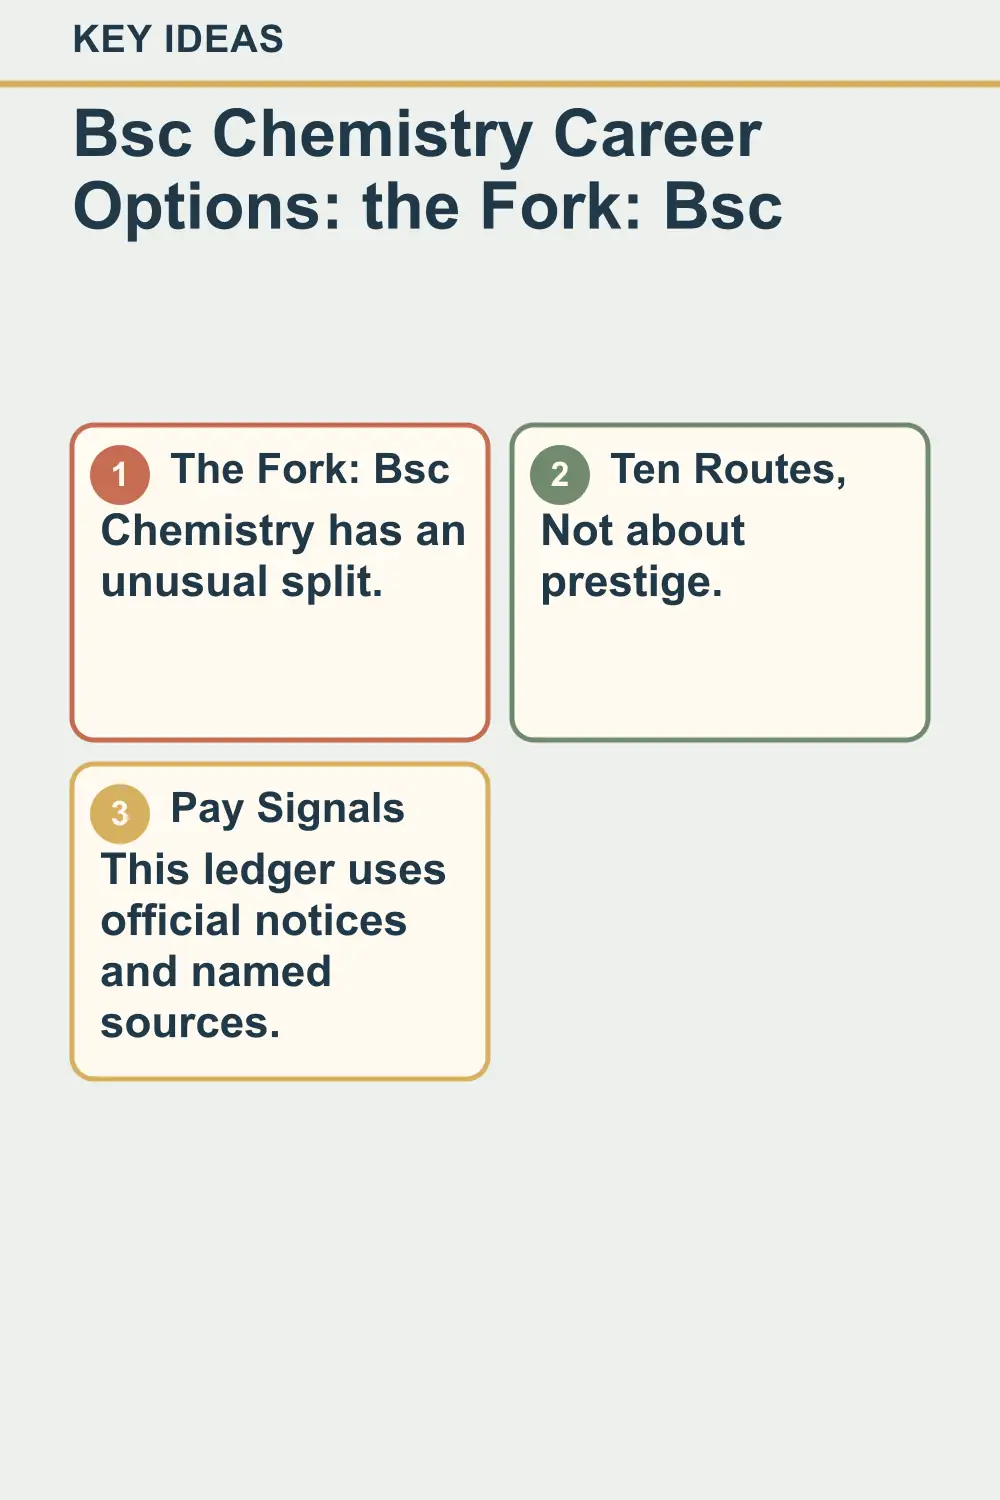 KEY IDEAS
Bsc Chemistry Career
Options: the Fork: Bsc
1 The Fork: Bsc
Chemistry has an
unusual split.
2 Ten Routes,
Not about
prestige.
3 Pay Signals
This ledger uses
official notices
and named
sources.